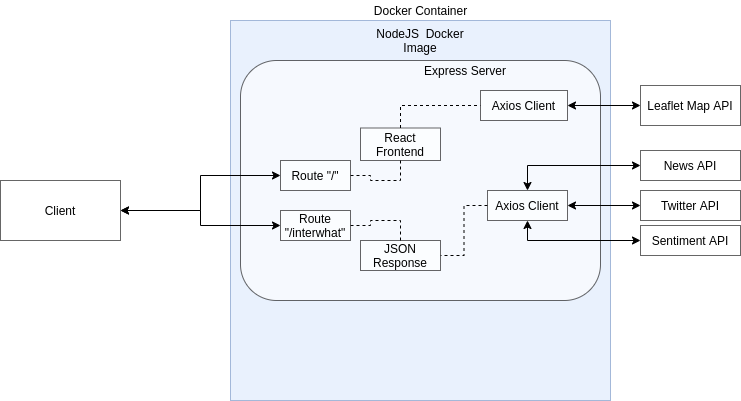 Docker Container
NodeJS Docker
Image
Express Server
Axios Client
Leaflet Map API
React
Frontend
News API
Route "/"
Client
Axios Client
Twitter API
Route
"/interwhat"
Sentiment API
JSON
Response